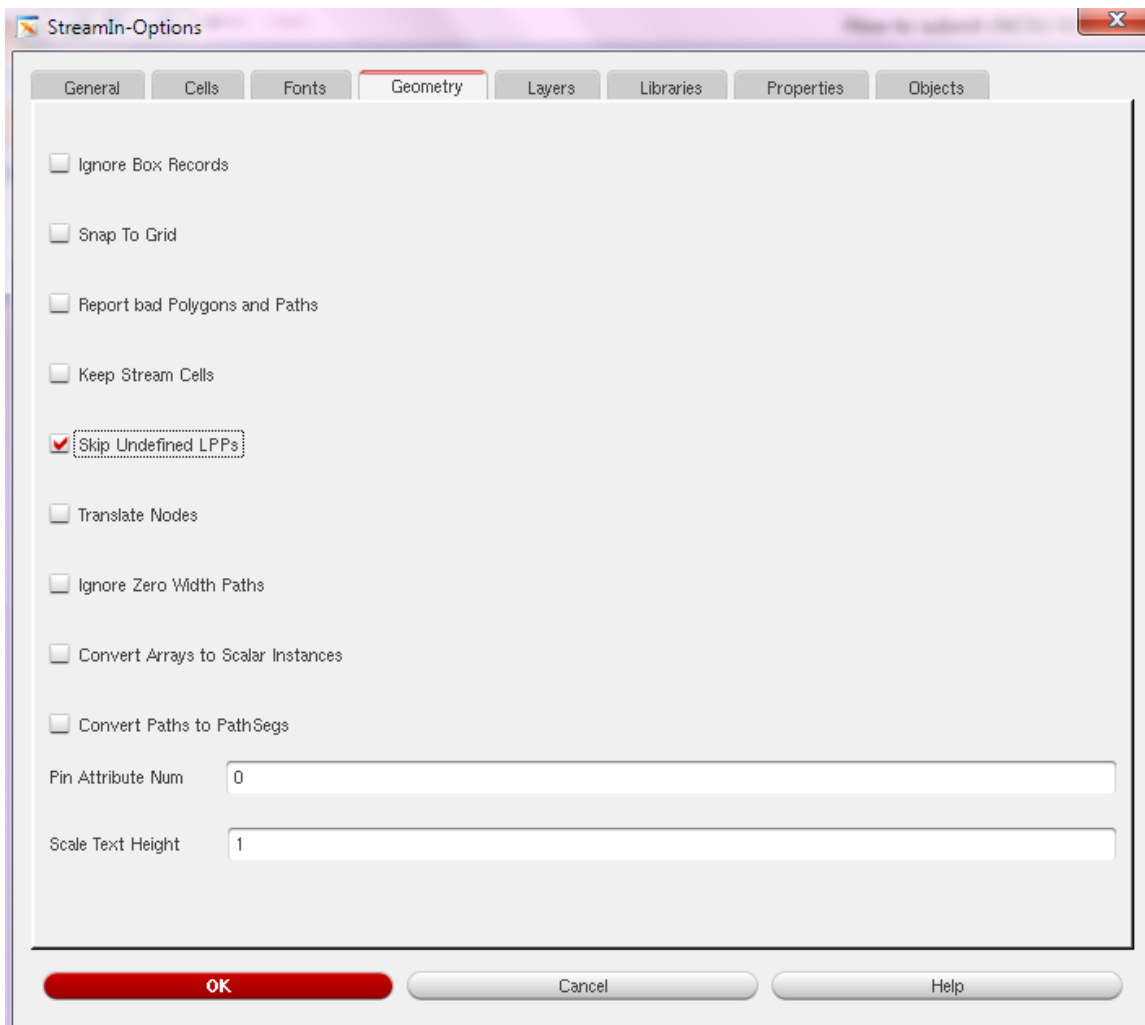 StreamIn-Options
General Cells Fonts Geometry Layers Libraries Properties Objects
Ignore Box Records
Snap To Grid
Report bad Polygons and Paths
Keep Stream Cells
Skip Undefined LPPs
Translate Nodes
Ignore Zero Width Paths
Convert Arrays to Scalar Instances
Convert Paths to PathSegs
Pin Attribute Num 0
Scale Text Height 1
OK Cancel Help